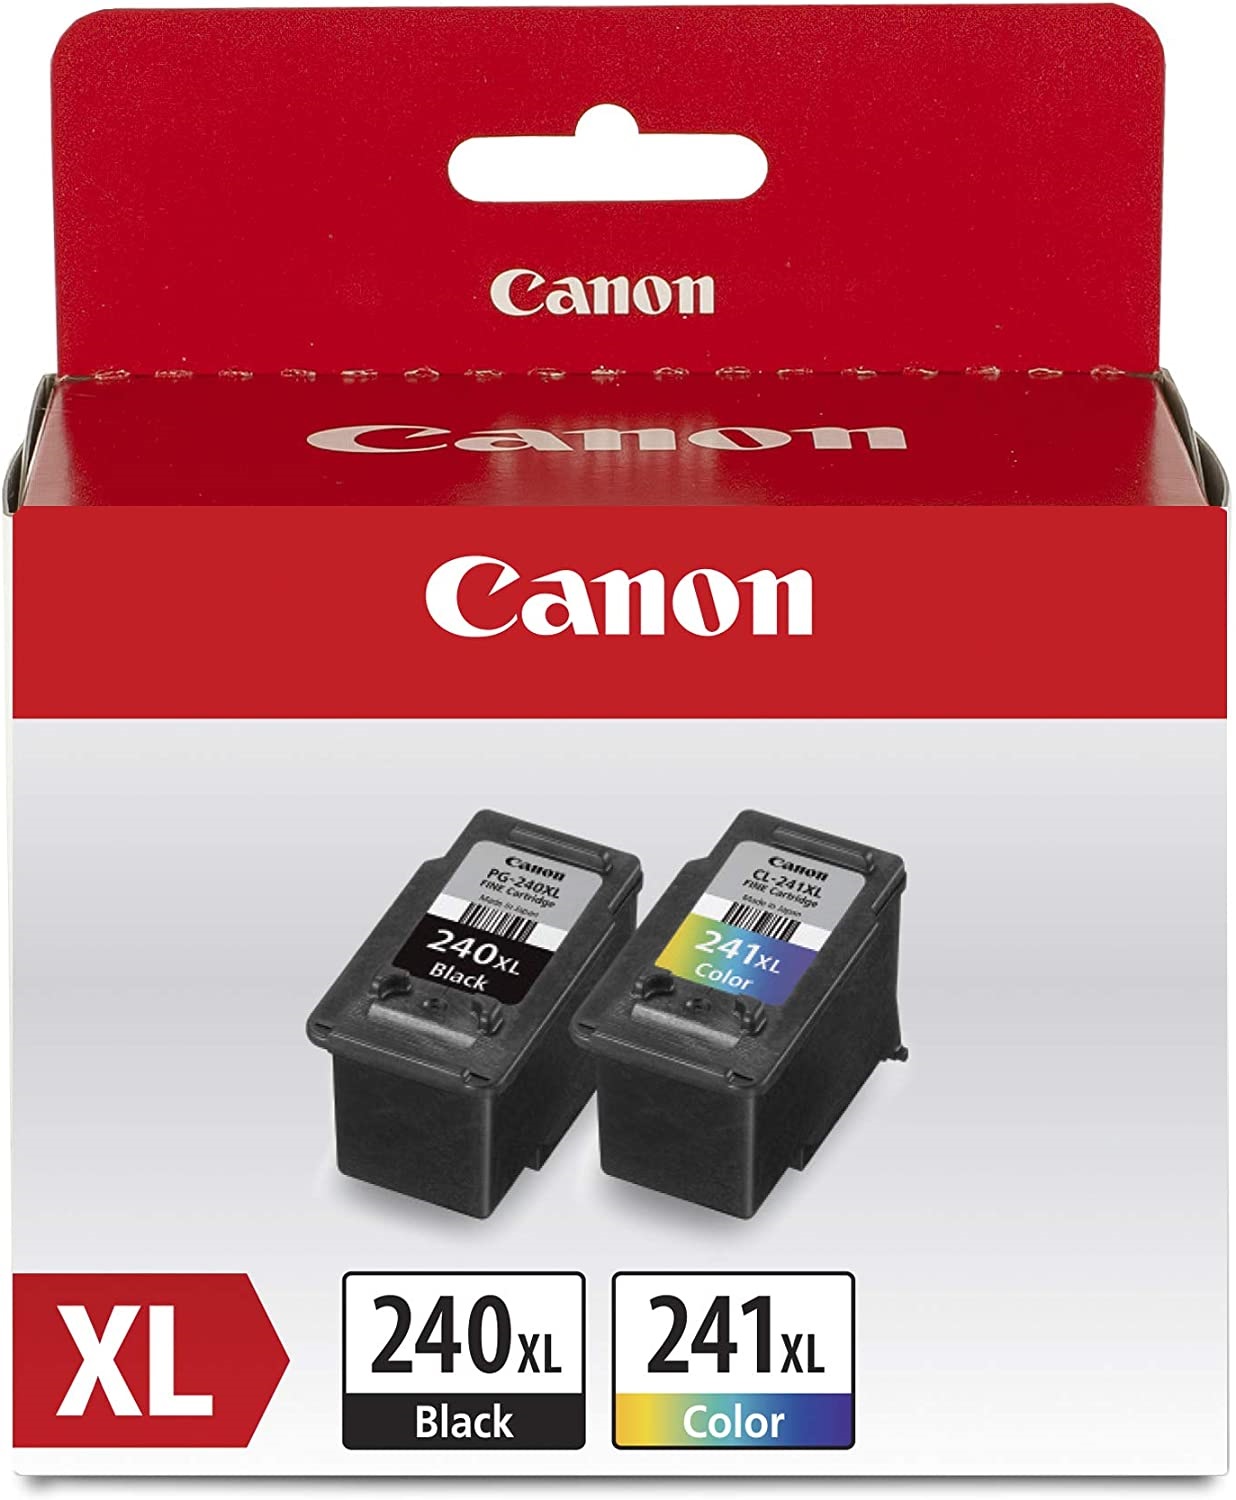 Canon
Canon
Canon
Canon
PG-240XL
FINE Cartridge
Made in Japan
240XL
Black
Canon
CL-241XL
FINE Cartridge
Made in Japan
241XL
Color
XL
240XL
Black
241XL
Color